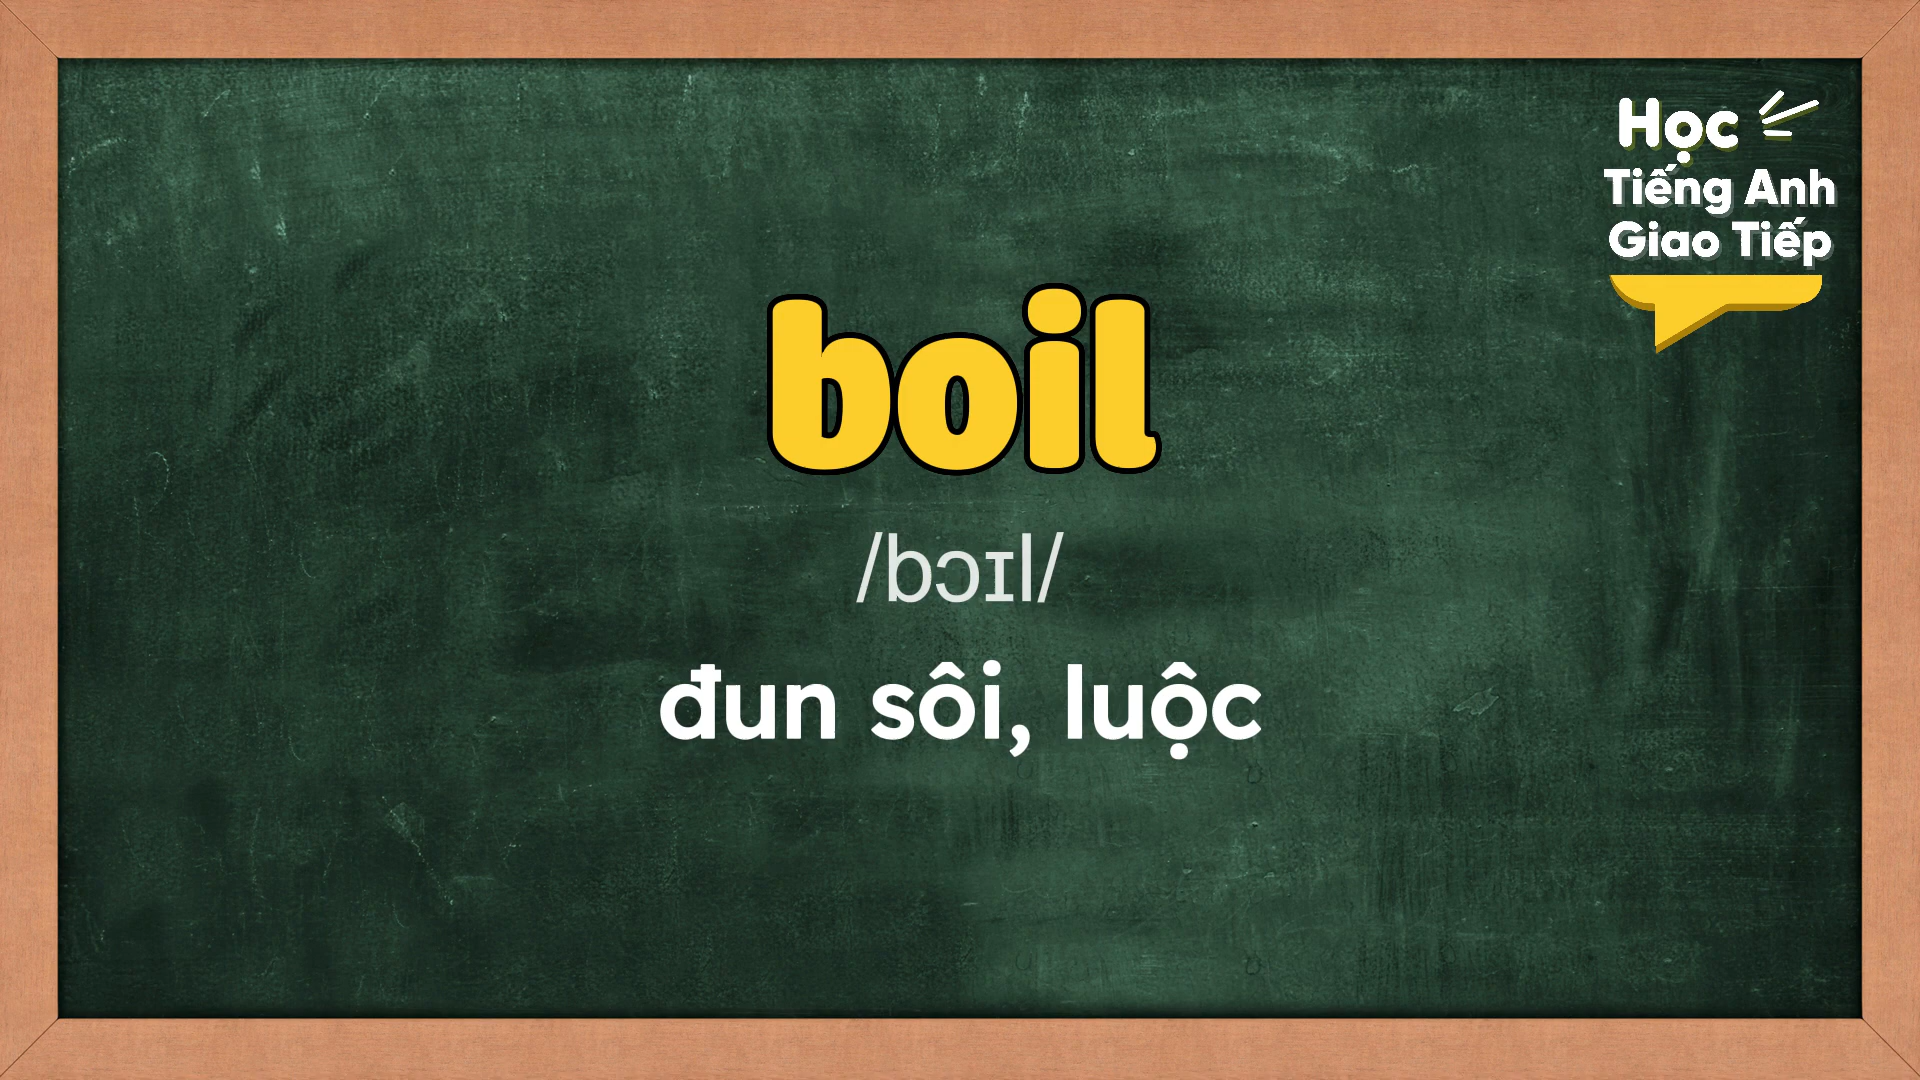 Học
Tiếng Anh
Giao Tiếp
boil
/bɔɪl/
đun sôi, luộc